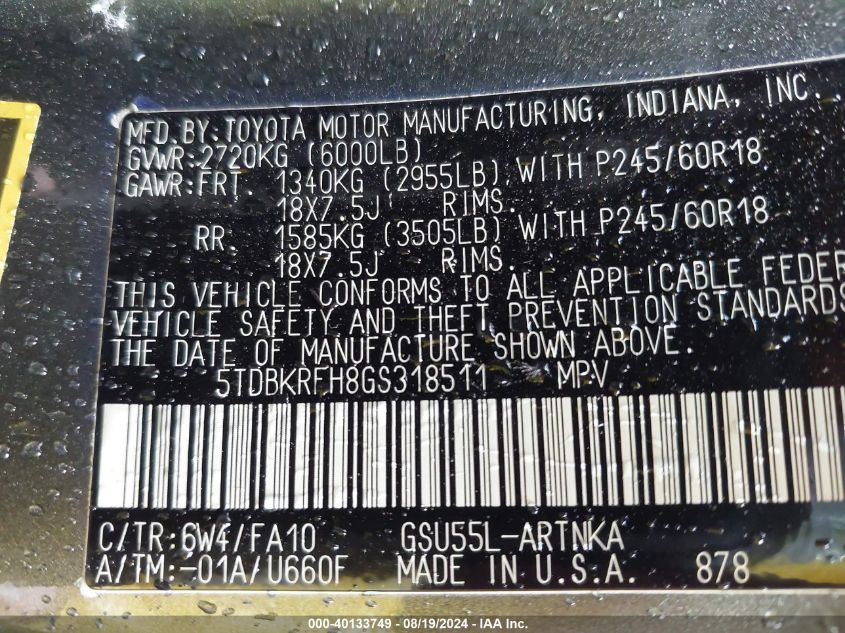 MFD. BY: TOYOTA MOTOR MANUFACTURING, INDIANA, INC.
GVWR: 2720KG (6000LB)
GAWR: FRT. 1340KG (2955LB) WITH P245/60R18
18X7.5J RIMS.
RR. 1585KG (3505LB) WITH P245/60R18
18X7.5J RIMS.
THIS VEHICLE CONFORMS TO ALL APPLICABLE FEDER
VEHICLE SAFETY AND THEFT PREVENTION STANDARDS
THE DATE OF MANUFACTURE SHOWN ABOVE.
5TDBKRFH8GS318511 MPV
C/TR: 6W4/FA10 GSU55L-ARTNKA
A/TM: -01A/U660F MADE IN U.S.A. 878
000-40133749 - 08/19/2024 - IAA Inc.